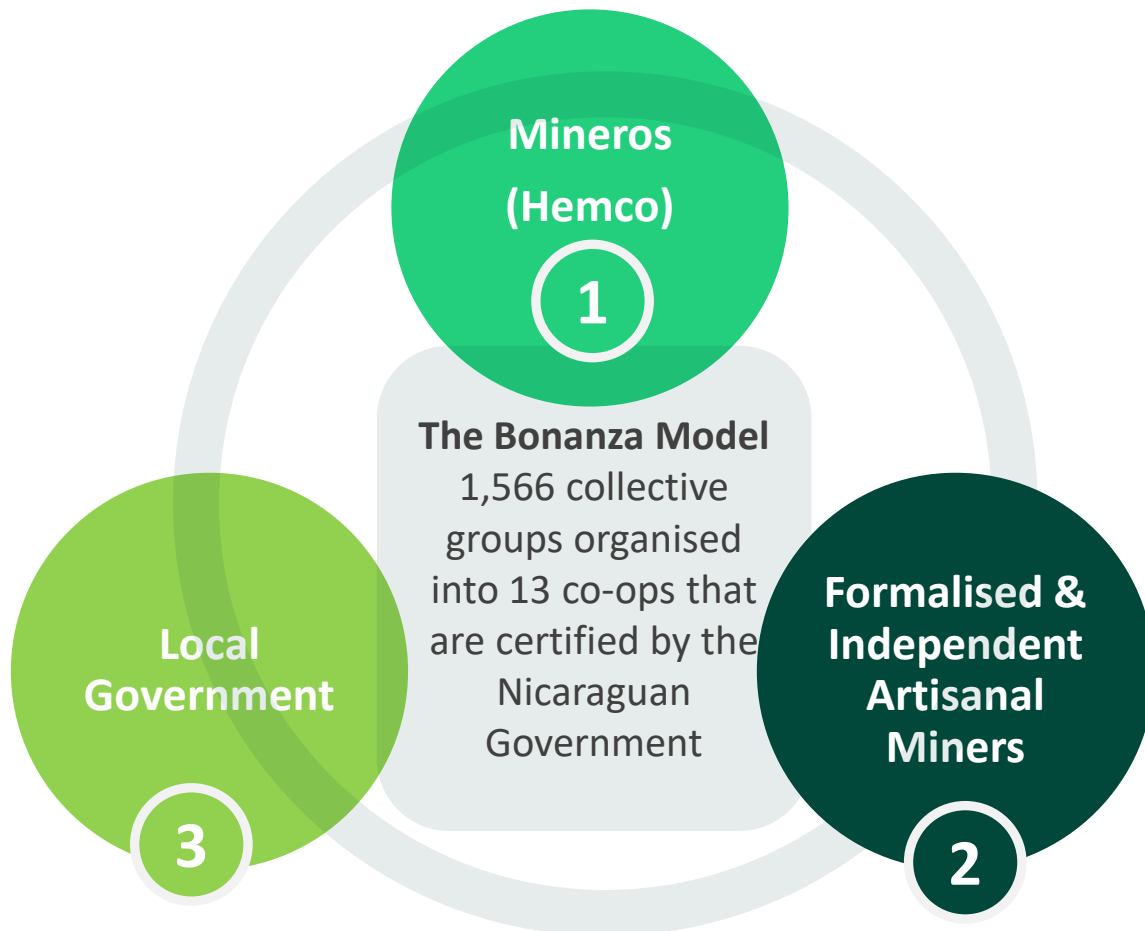 Mineros
(Hemco)
1
The Bonanza Model
1,566 collective
groups organised
into 13 co-ops that
are certified by the
Nicaraguan
Government
Formalised &
Independent
Artisanal
Miners
2
Local
Government
3